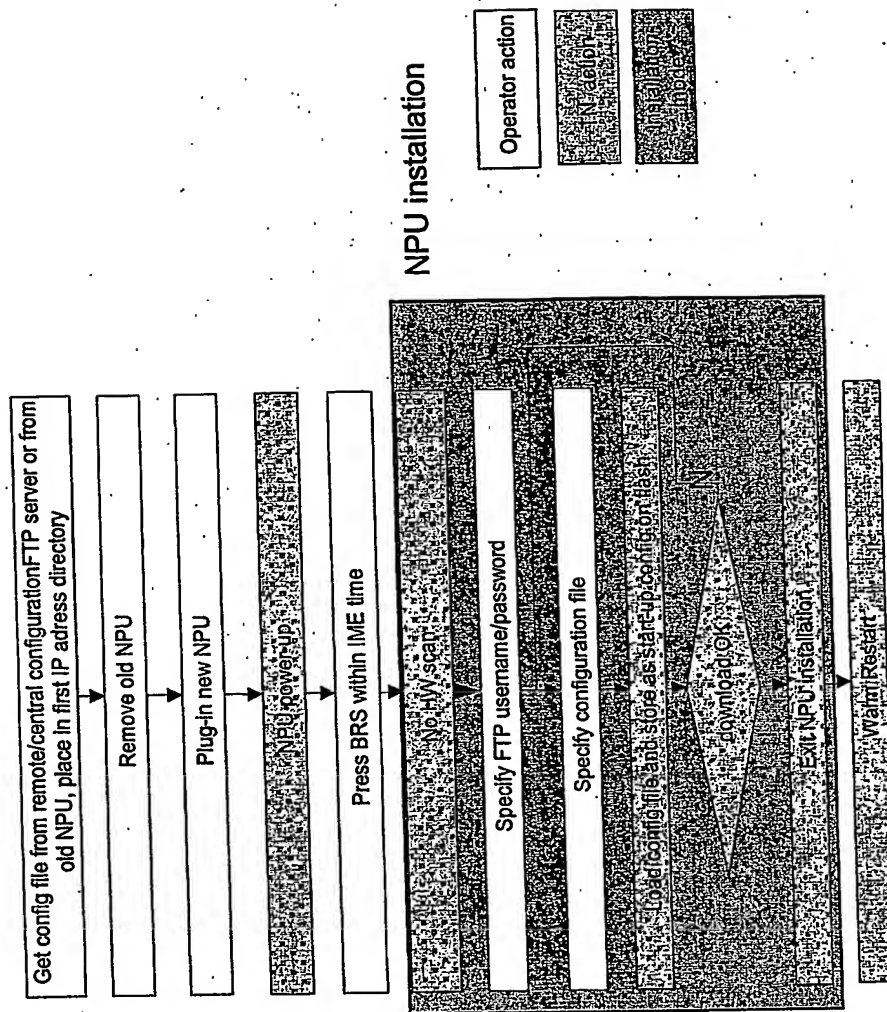 Get config file from remote/central configurationFTP server or from
old NPU, place in first IP adress directory
Remove old NPU
Plug-in new NPU
NPU power-up
Press BRS within IME time
NPU installation
No HW scan
Specify FTP username/password
Specify configuration file
Load config file and store as start-up config on flash
download OK
N
Exit NPU installation
Warm Restart
Operator action
TN action
Installation
mode